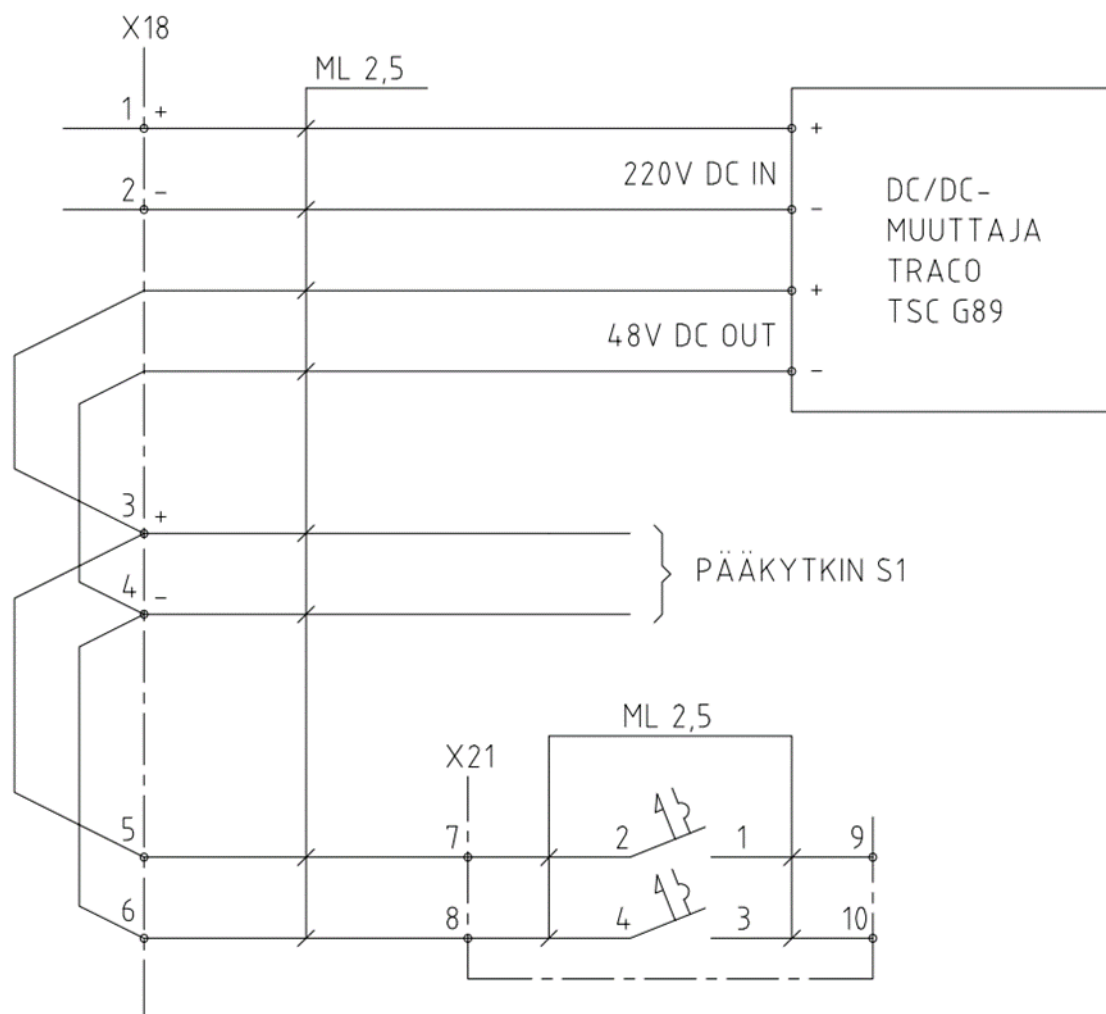 X18
ML 2,5
1 +
+
220V DC IN
2 -
-
DC/DC-
MUUTTAJA
TRACO
TSC G89
+
48V DC OUT
-
3 +
PÄÄKYTKIN S1
4 -
ML 2,5
X21
5 7 2 1 9
6 8 4 3 10